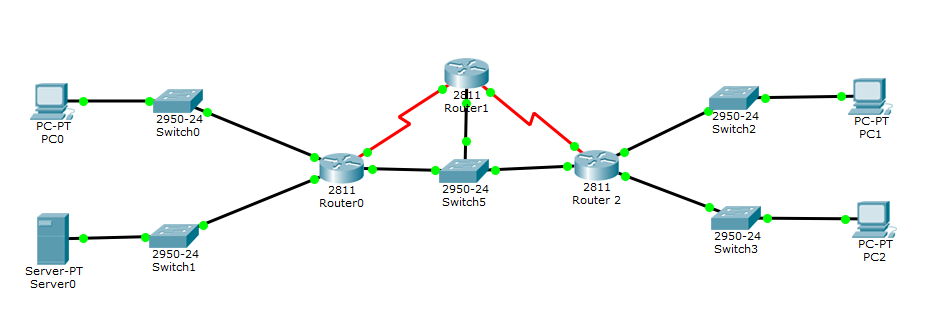 2811
Router1
PC-PT
PC0
2950-24
Switch0
2950-24
Switch2
PC-PT
PC1
2811
Router0
2950-24
Switch5
2811
Router 2
Server-PT
Server0
2950-24
Switch1
2950-24
Switch3
PC-PT
PC2